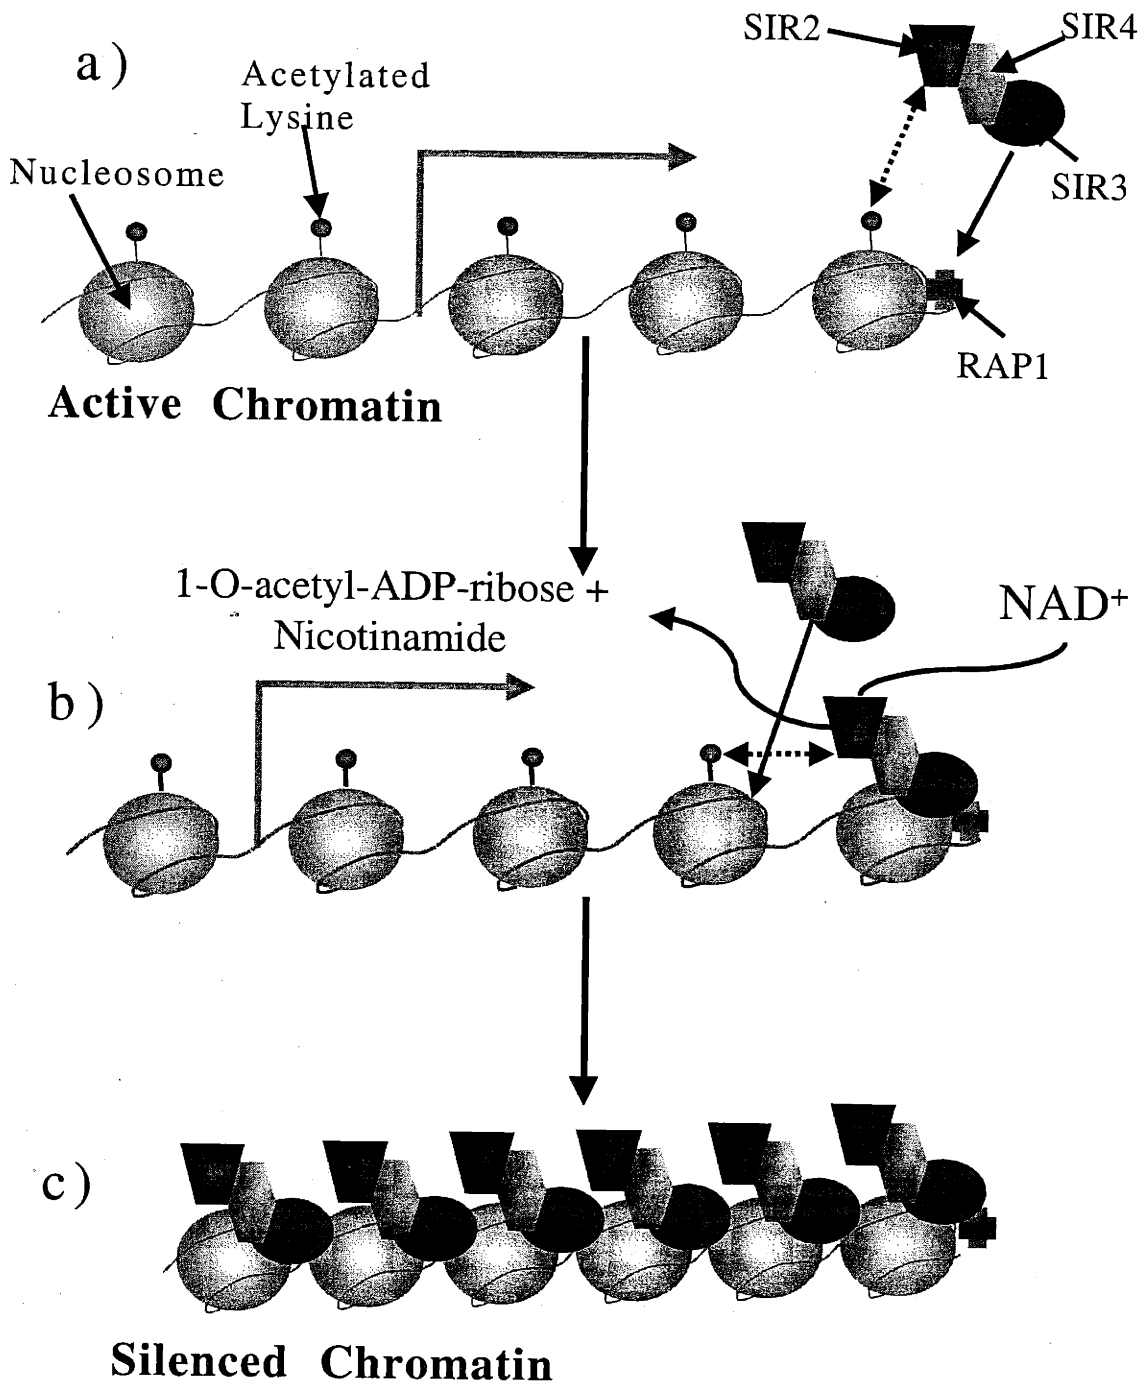 a)
Acetylated
Lysine
Nucleosome
SIR2
SIR4
SIR3
RAP1
Active Chromatin
1-O-acetyl-ADP-ribose +
Nicotinamide
NAD⁺
b)
c)
Silenced Chromatin